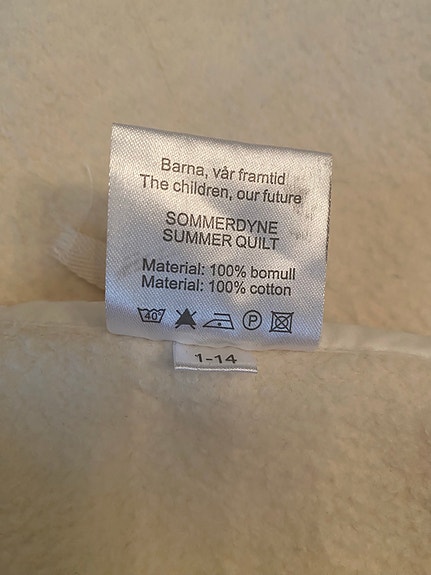 Barna, vår framtid
The children, our future
SOMMERDYNE
SUMMER QUILT
Material: 100% bomull
Material: 100% cotton
40° P
1-14